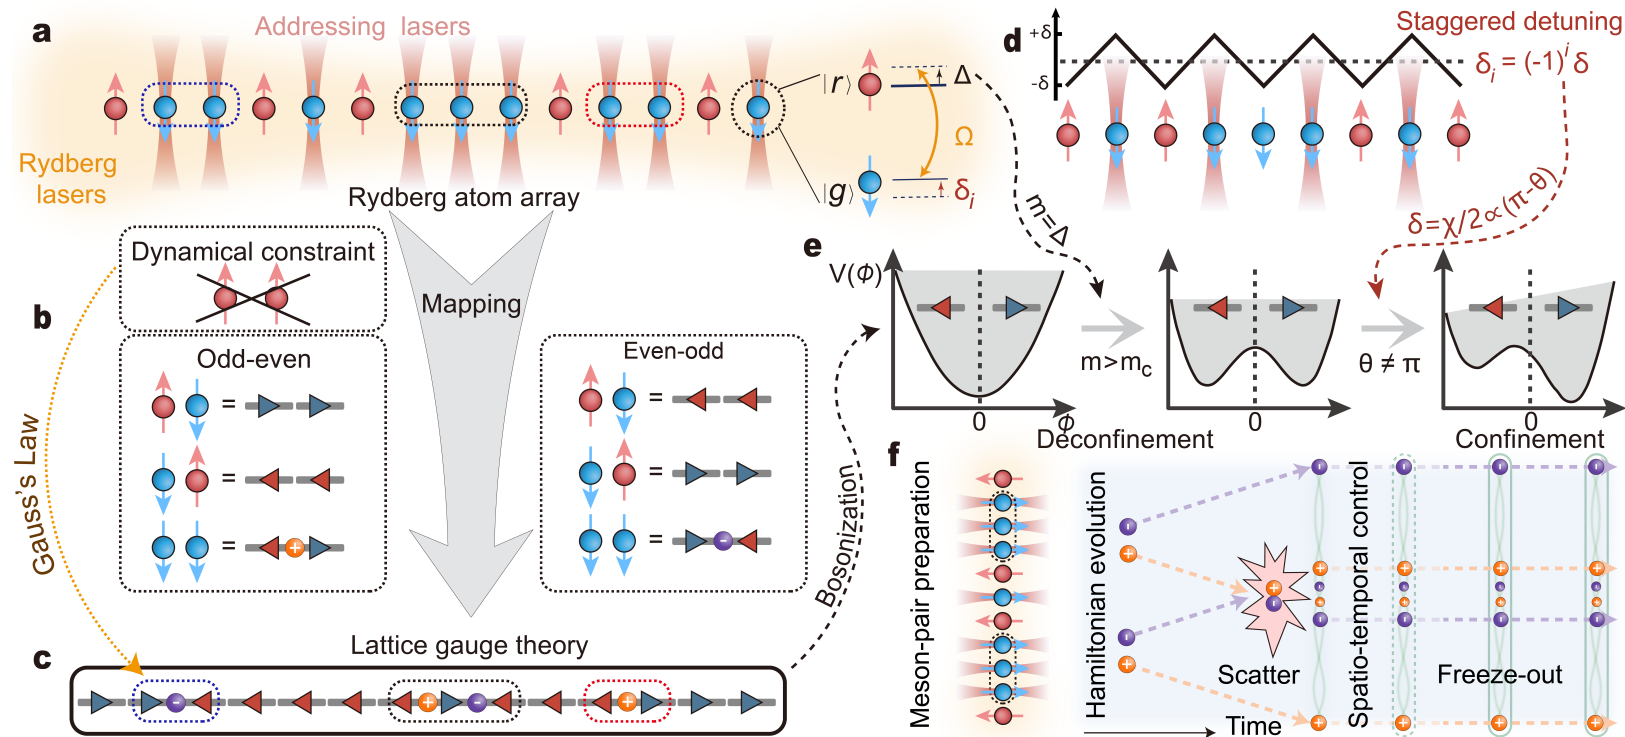 a
Addressing lasers
Rydberg
lasers
|r⟩
Δ
Ω
|g⟩
δi
Rydberg atom array
d
+δ
-δ
Staggered detuning
δi = (-1)^i δ
m=Δ
δ=χ/2∝(π-θ)
Dynamical constraint
Mapping
b
Odd-even
=
=
=
+
Even-odd
=
=
=
-
Gauss's Law
Bosonization
Lattice gauge theory
c
-
+
-
+
e
V(ϕ)
0
ϕ
m>mc
0
θ ≠ π
0
Deconfinement
Confinement
f
Meson-pair preparation
Hamiltonian evolution
Scatter
Spatio-temporal control
Freeze-out
Time